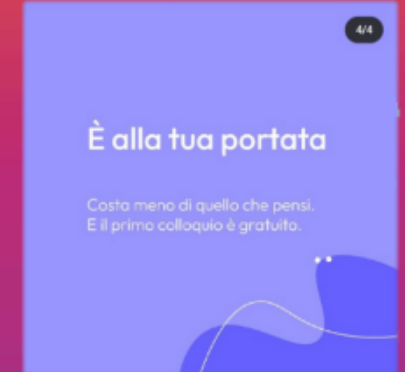 4/4
È alla tua portata
Costa meno di quello che pensi.
E il primo colloquio è gratuito.